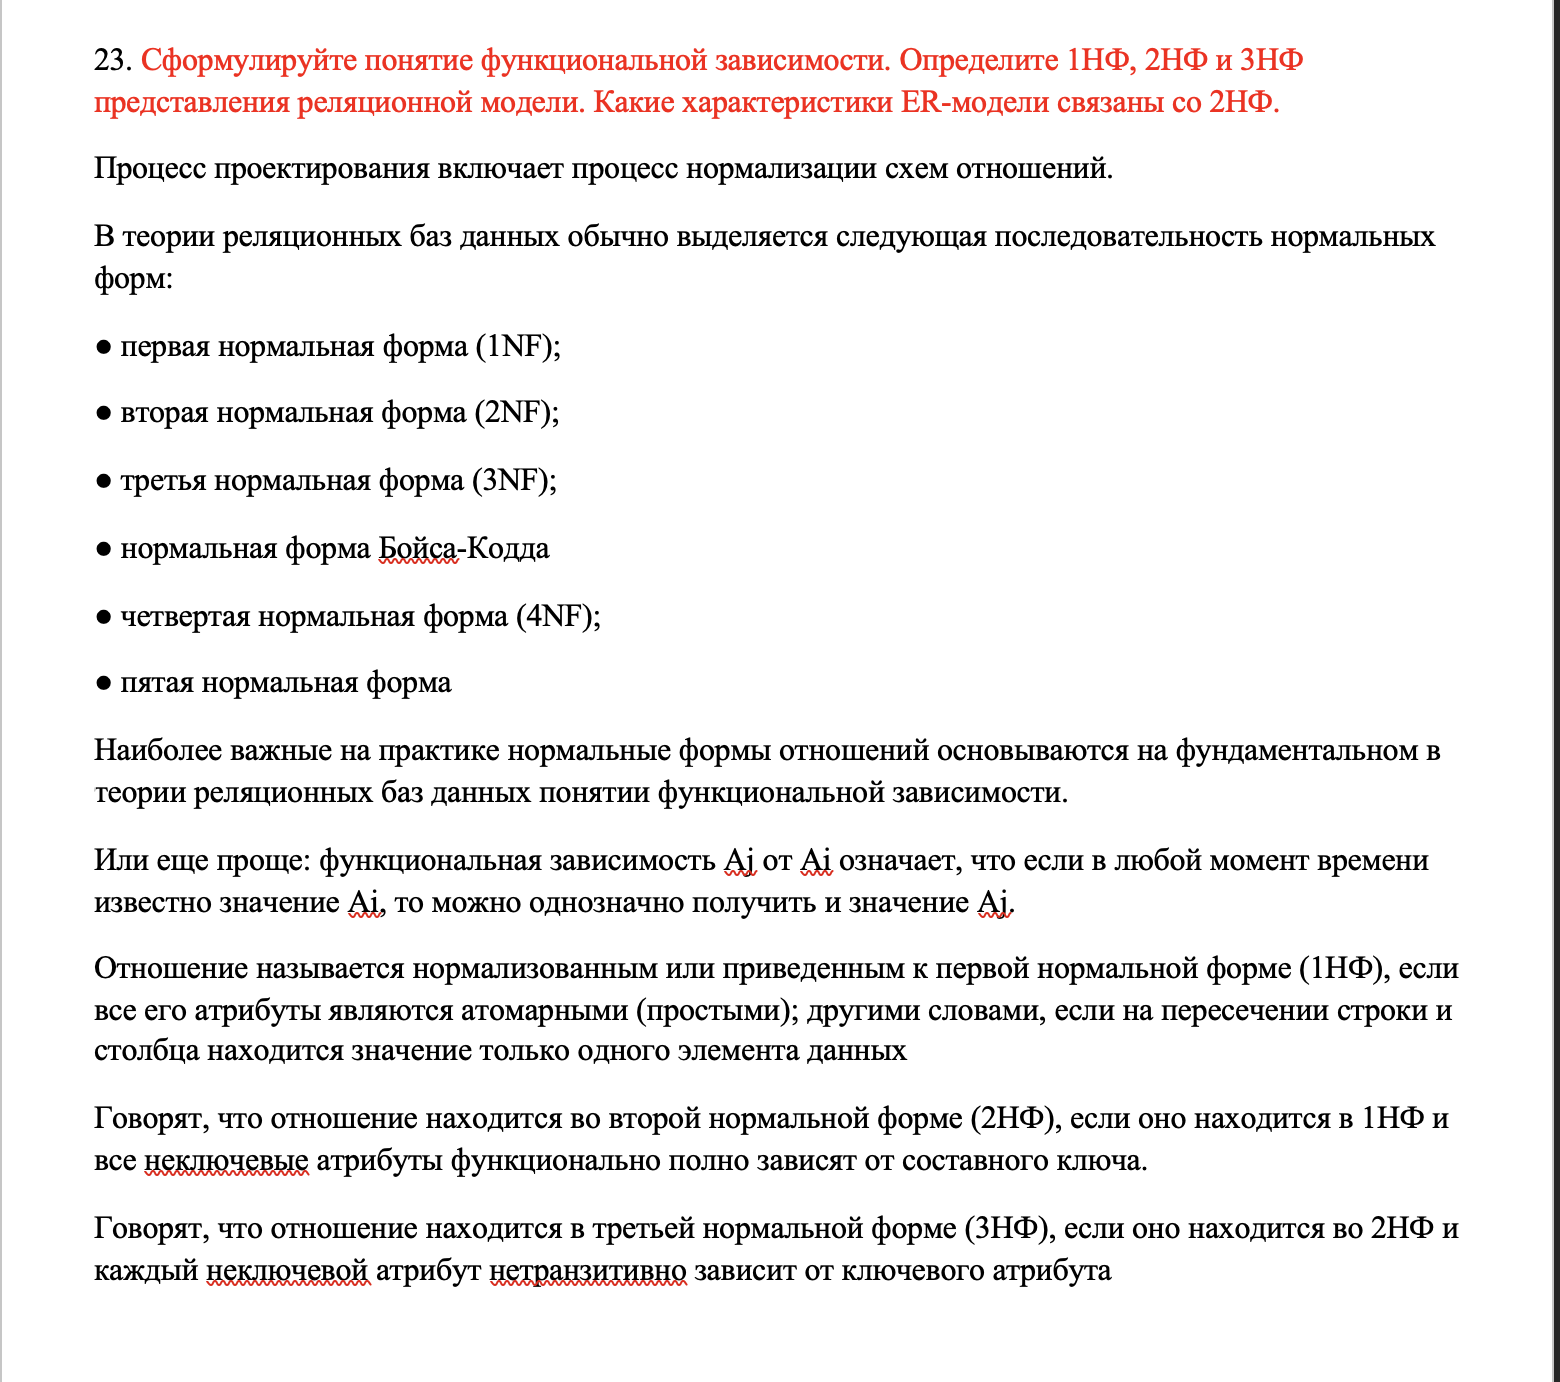 23. Сформулируйте понятие функциональной зависимости. Определите 1НФ, 2НФ и 3НФ
представления реляционной модели. Какие характеристики ER-модели связаны со 2НФ.
Процесс проектирования включает процесс нормализации схем отношений.
В теории реляционных баз данных обычно выделяется следующая последовательность нормальных
форм:
● первая нормальная форма (1NF);
● вторая нормальная форма (2NF);
● третья нормальная форма (3NF);
● нормальная форма Бойса-Кодда
● четвертая нормальная форма (4NF);
● пятая нормальная форма
Наиболее важные на практике нормальные формы отношений основываются на фундаментальном в
теории реляционных баз данных понятии функциональной зависимости.
Или еще проще: функциональная зависимость Aj от Ai означает, что если в любой момент времени
известно значение Ai, то можно однозначно получить и значение Aj.
Отношение называется нормализованным или приведенным к первой нормальной форме (1НФ), если
все его атрибуты являются атомарными (простыми); другими словами, если на пересечении строки и
столбца находится значение только одного элемента данных
Говорят, что отношение находится во второй нормальной форме (2НФ), если оно находится в 1НФ и
все неключевые атрибуты функционально полно зависят от составного ключа.
Говорят, что отношение находится в третьей нормальной форме (3НФ), если оно находится во 2НФ и
каждый неключевой атрибут нетранзитивно зависит от ключевого атрибута